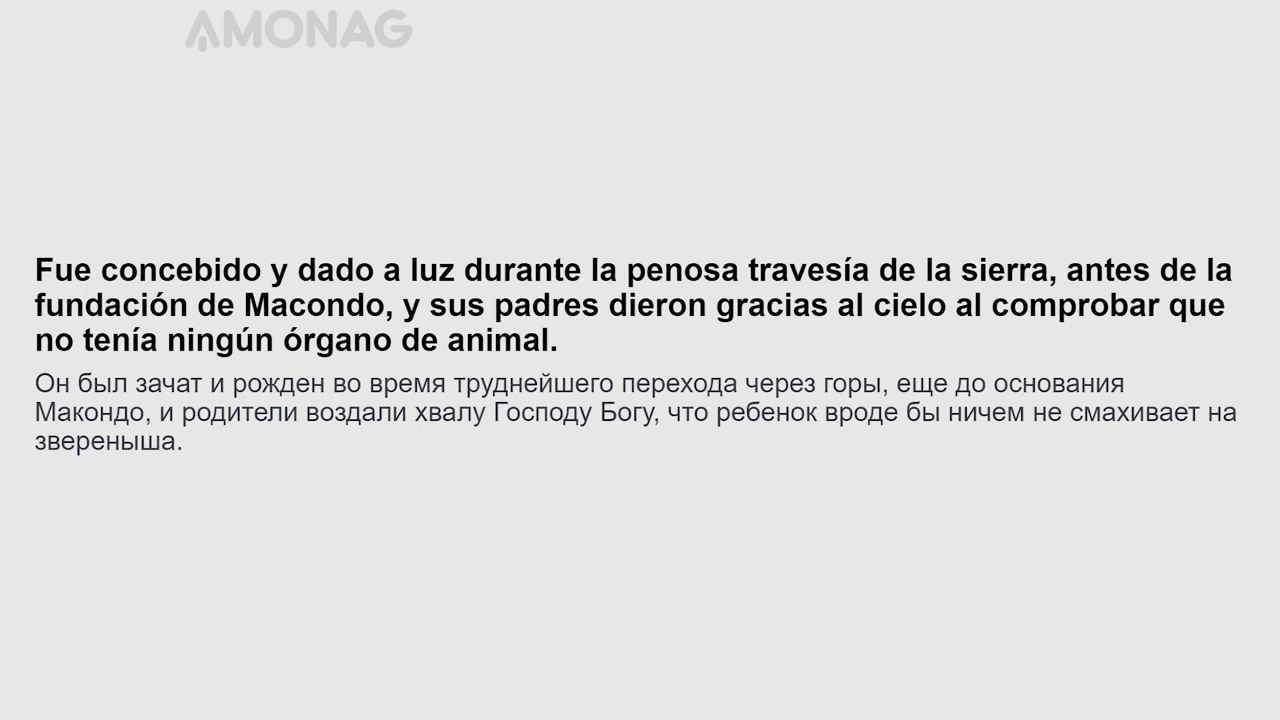 AMONAG
Fue concebido y dado a luz durante la penosa travesía de la sierra, antes de la
fundación de Macondo, y sus padres dieron gracias al cielo al comprobar que
no tenía ningún órgano de animal.
Он был зачат и рожден во время труднейшего перехода через горы, еще до основания
Макондо, и родители воздали хвалу Господу Богу, что ребенок вроде бы ничем не смахивает на
звереныша.